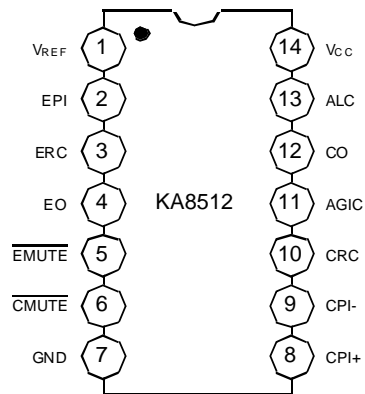 VREF 1 14 VCC
EPI 2 13 ALC
ERC 3 12 CO
EO 4 KA8512 11 AGIC
EMUTE 5 10 CRC
CMUTE 6 9 CPI-
GND 7 8 CPI+